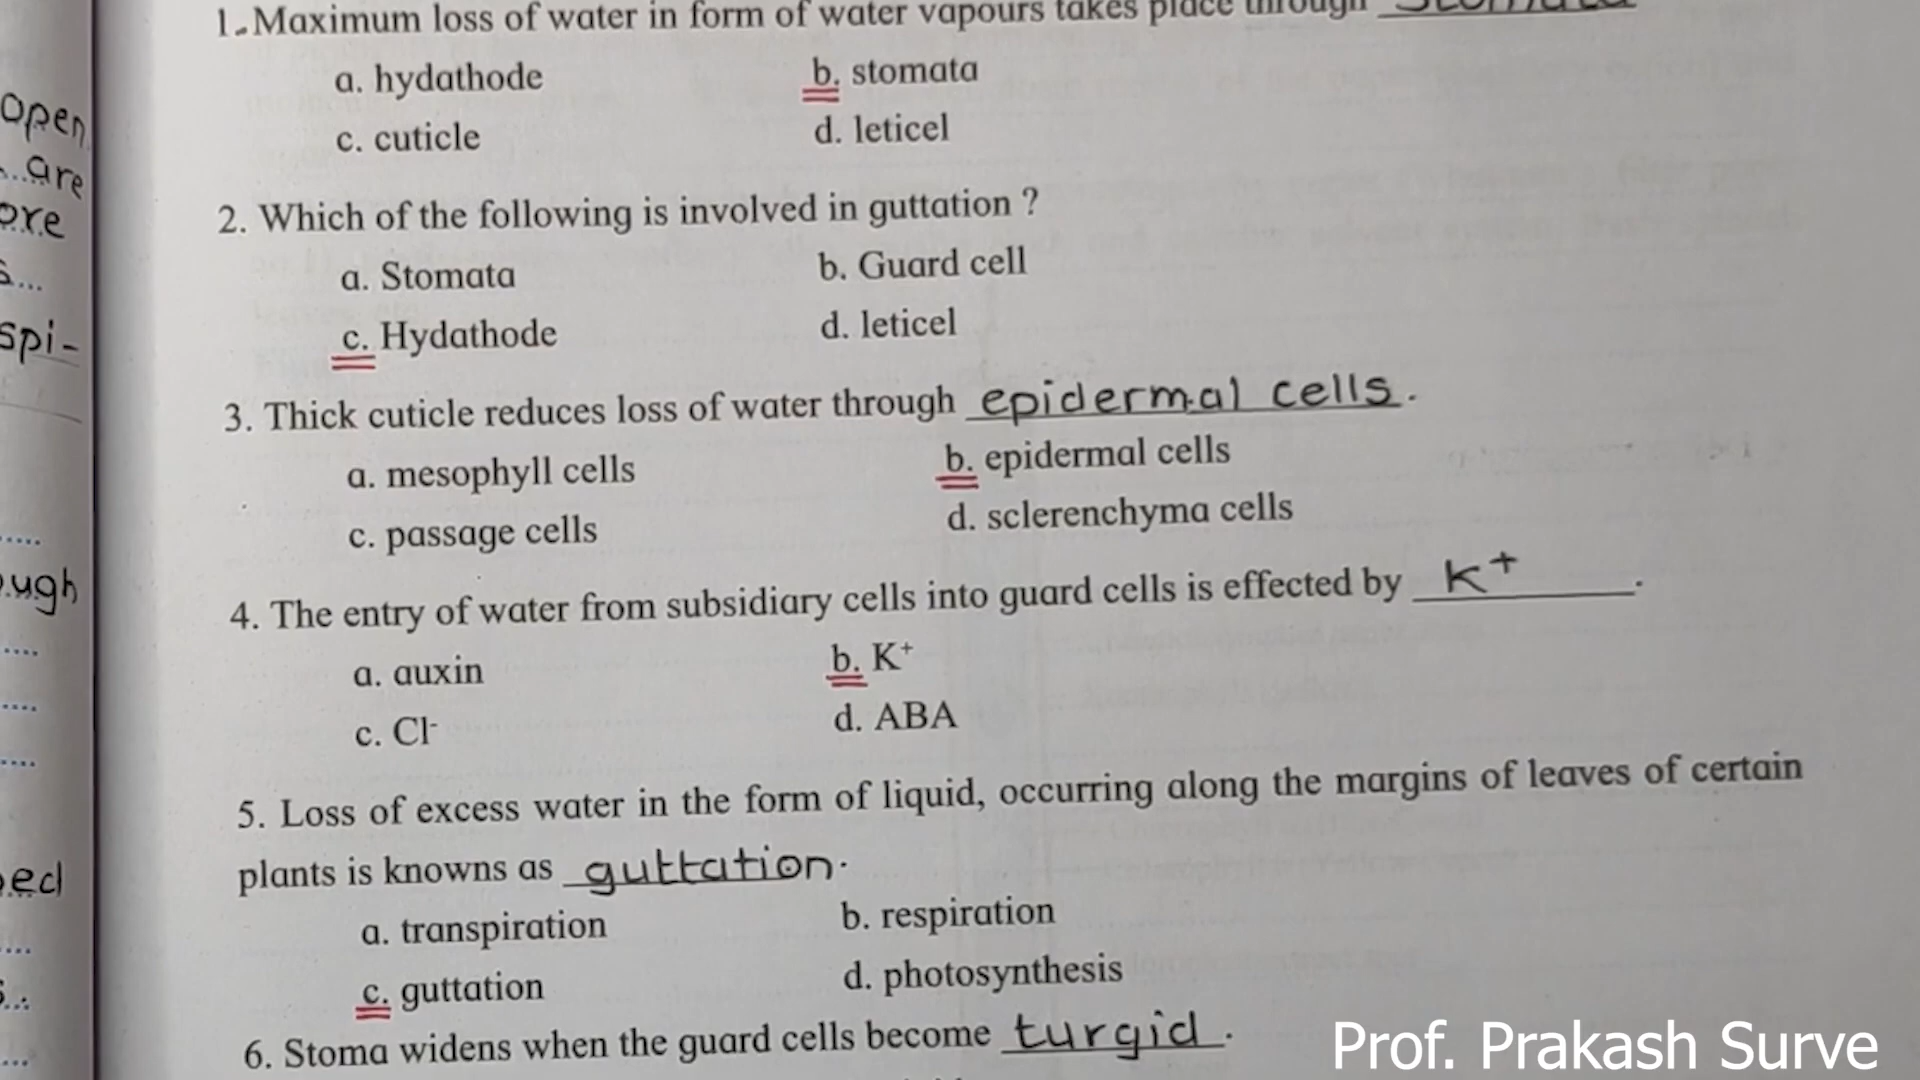 1. Maximum loss of water in form of water vapours takes place through stomata
a. hydathode b. stomata
c. cuticle d. leticel
2. Which of the following is involved in guttation ?
a. Stomata b. Guard cell
c. Hydathode d. leticel
3. Thick cuticle reduces loss of water through epidermal cells.
a. mesophyll cells b. epidermal cells
c. passage cells d. sclerenchyma cells
4. The entry of water from subsidiary cells into guard cells is effected by K+.
a. auxin b. K+
c. Cl- d. ABA
5. Loss of excess water in the form of liquid, occurring along the margins of leaves of certain
plants is knowns as guttation.
a. transpiration b. respiration
c. guttation d. photosynthesis
6. Stoma widens when the guard cells become turgid.
open
are
ore
spi-
ugh
ed
Prof. Prakash Surve